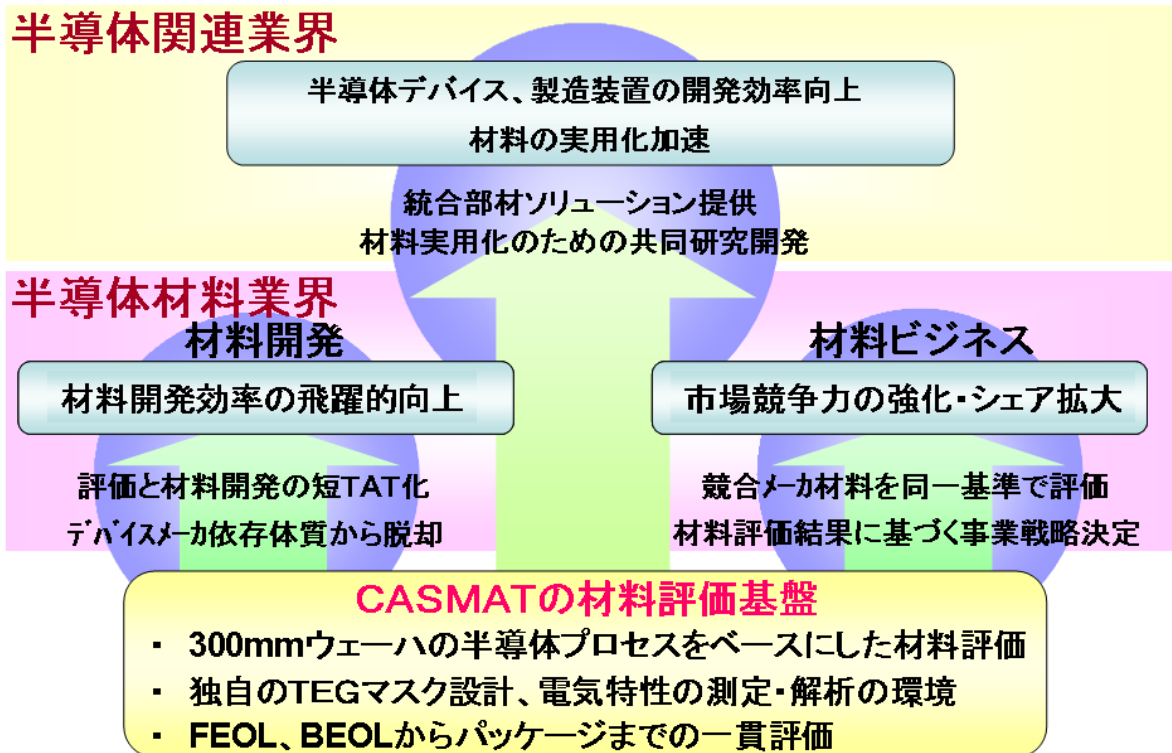 半導体関連業界
半導体デバイス、製造装置の開発効率向上
材料の実用化加速
統合部材ソリューション提供
材料実用化のための共同研究開発
半導体材料業界
材料開発
材料開発効率の飛躍的向上
評価と材料開発の短TAT化
ﾃﾞﾊﾞｲｽﾒｰｶ依存体質から脱却
材料ビジネス
市場競争力の強化・シェア拡大
競合ﾒｰｶ材料を同一基準で評価
材料評価結果に基づく事業戦略決定
CASMATの材料評価基盤
・ 300mmウェーハの半導体プロセスをベースにした材料評価
・ 独自のTEGマスク設計、電気特性の測定・解析の環境
・ FEOL、BEOLからパッケージまでの一貫評価